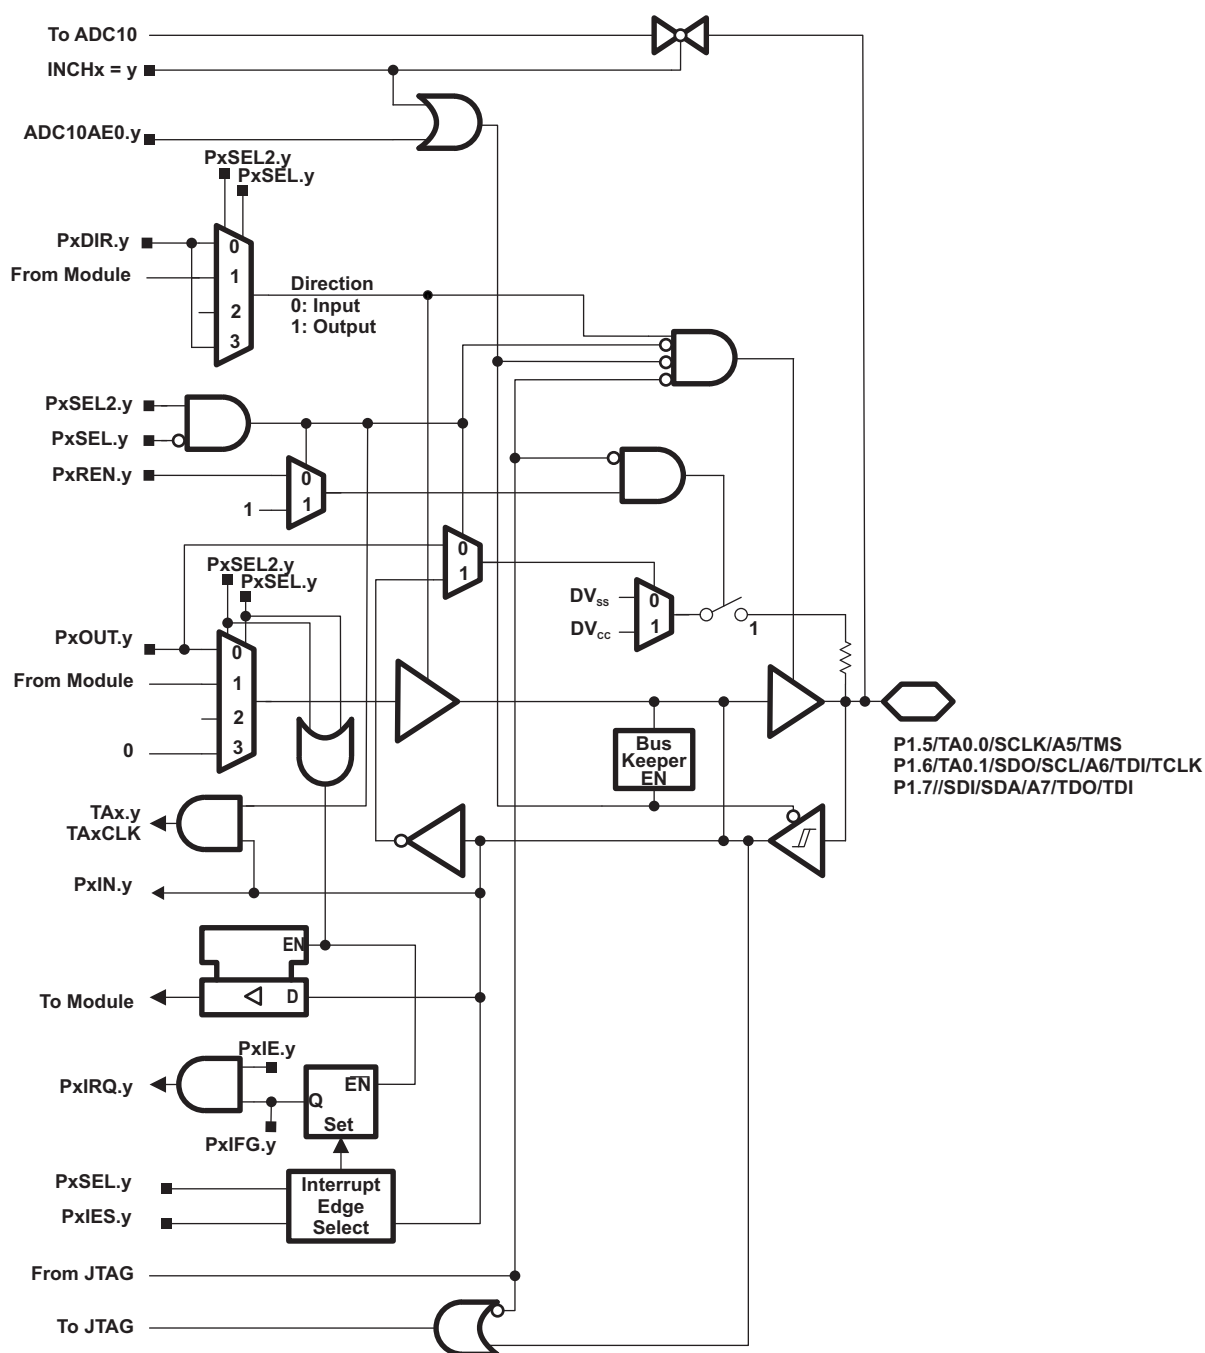 To ADC10
INCHx = y
ADC10AE0.y
PxSEL2.y
PxSEL.y
PxDIR.y
0
From Module
1
2
3
Direction
0: Input
1: Output
PxSEL2.y
PxSEL.y
PxREN.y
0
1
1
PxSEL2.y
PxSEL.y
0
1
DVSS
0
DVCC
1
1
PxOUT.y
0
From Module
1
2
0
3
Bus
Keeper
EN
P1.5/TA0.0/SCLK/A5/TMS
P1.6/TA0.1/SDO/SCL/A6/TDI/TCLK
P1.7//SDI/SDA/A7/TDO/TDI
TAx.y
TAxCLK
PxIN.y
EN
To Module
D
PxIE.y
PxIRQ.y
EN
Q
Set
PxIFG.y
PxSEL.y
PxIES.y
Interrupt
Edge
Select
From JTAG
To JTAG